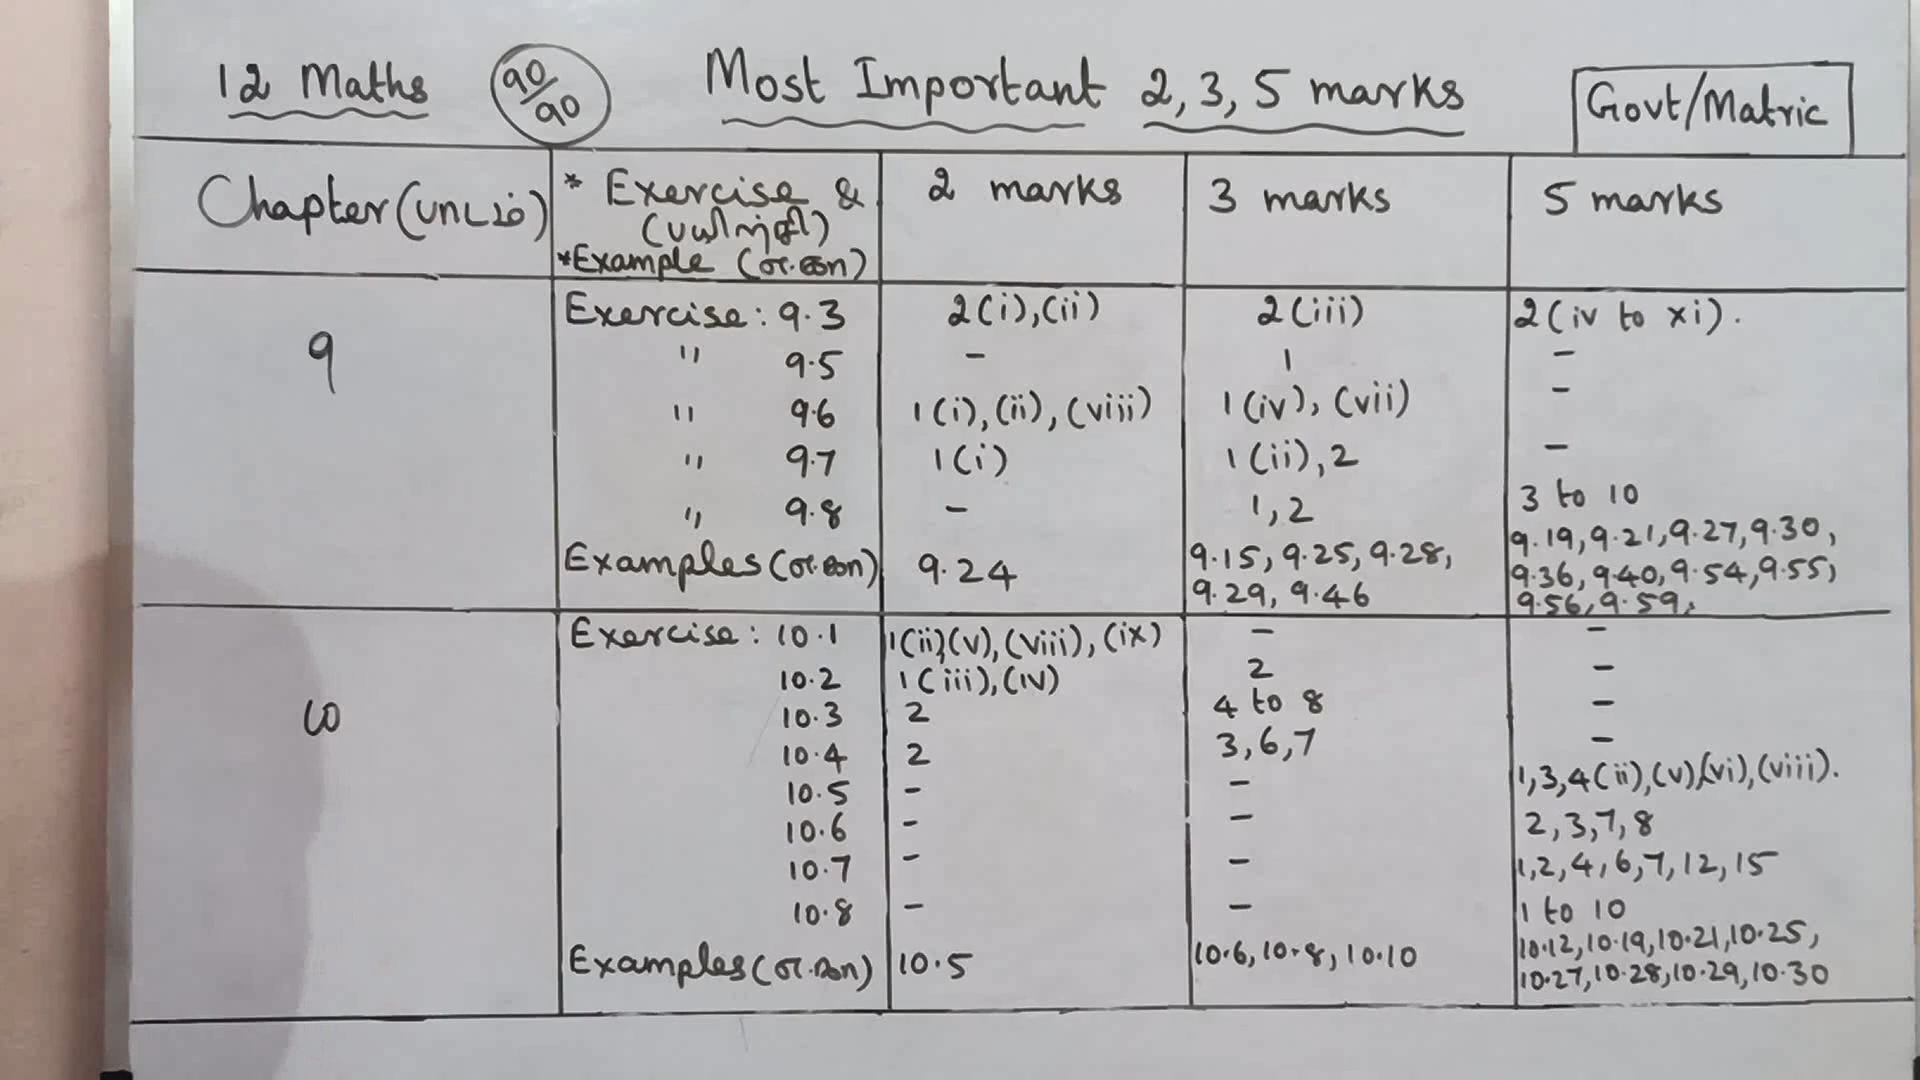 12 Maths 90/90 Most Important 2, 3, 5 marks Govt/Matric
Chapter (பாடம்) * Exercise & 2 marks 3 marks 5 marks
(பயிற்சி)
*Example (எ.கா)
9 Exercise : 9.3 2(i),(ii) 2(iii) 2(iv to xi).
" 9.5 - 1 -
" 9.6 1(i),(ii),(viii) 1(iv), (vii) -
" 9.7 1(i) 1(ii),2 -
" 9.8 - 1,2 3 to 10
Examples (எ.கா) 9.24 9.15, 9.25, 9.28, 9.19,9.21,9.27,9.30,
9.29, 9.46 9.36,9.40,9.54,9.55,
9.56,9.59,
10 Exercise : 10.1 1(ii),(v),(viii),(ix) - -
10.2 1(iii),(iv) 2 -
10.3 2 4 to 8 -
10.4 2 3,6,7 -
10.5 - - 1,3,4(ii),(v),(vi),(viii).
10.6 - - 2,3,7,8
10.7 - - 1,2,4,6,7,12,15
10.8 - - 1 to 10
Examples (எ.கா) 10.5 10.6,10.8,10.10 10.12,10.19,10.21,10.25,
10.27,10.28,10.29,10.30